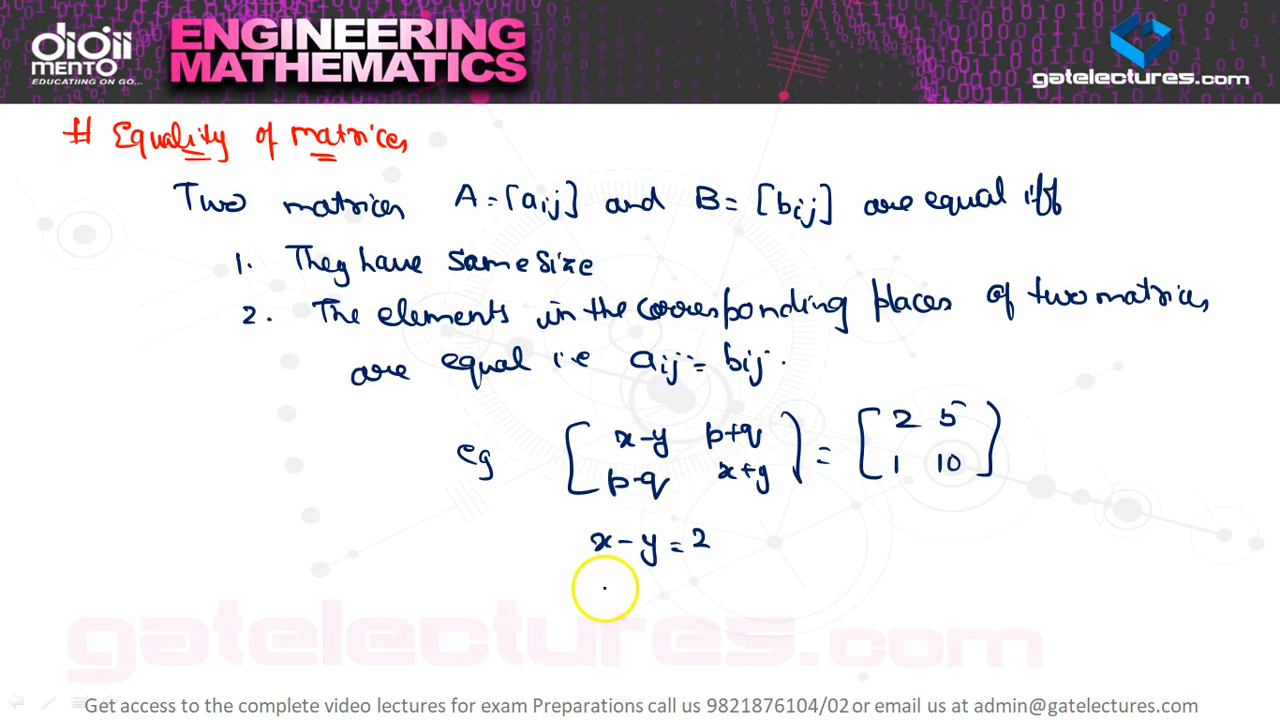 digii
MENTO
EDUCATIING ON GO...
ENGINEERING
MATHEMATICS
gatelectures.com
# Equality of matrices
Two matrices A = [aij] and B = [bij] are equal iff
1. They have same size
2. The elements in the corresponding places of two matrices
are equal i.e aij = bij.
eg [x-y p+q] = [2 5]
[p-q x+y] [1 10]
x - y = 2
gatelectures.com
Get access to the complete video lectures for exam Preparations call us 9821876104/02 or email us at admin@gatelectures.com